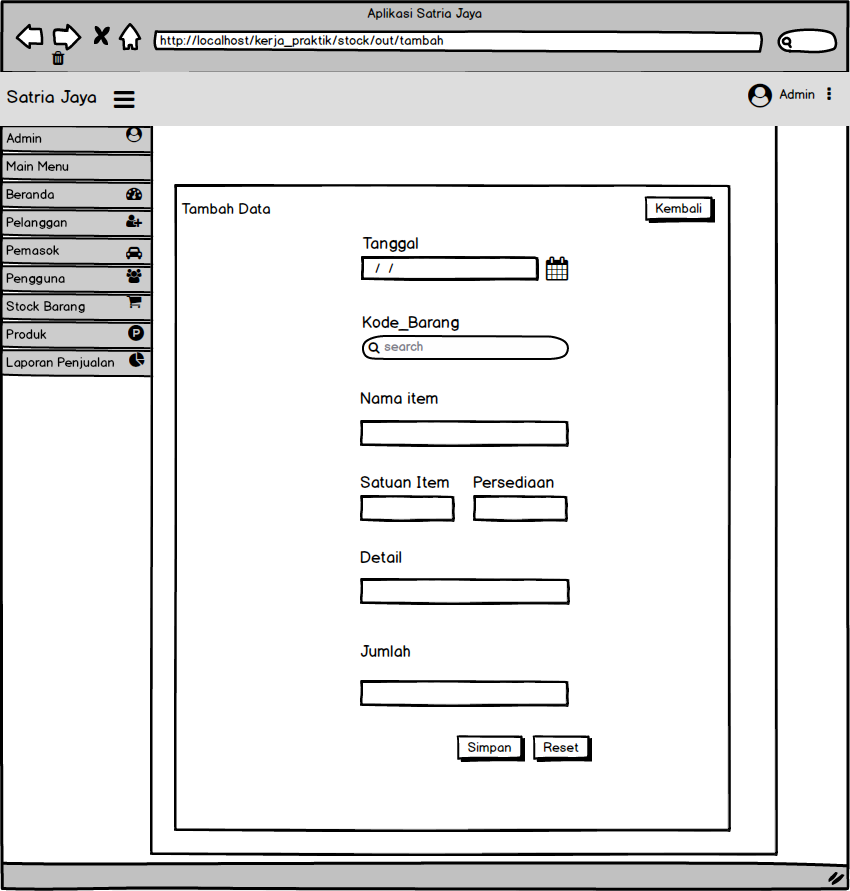 Aplikasi Satria Jaya
http://localhost/kerja_praktik/stock/out/tambah
Satria Jaya
Admin
Admin
Main Menu
Beranda
Pelanggan
Pemasok
Pengguna
Stock Barang
Produk
P
Laporan Penjualan
Tambah Data
Kembali
Tanggal
/ /
Kode_Barang
search
Nama item
Satuan Item Persediaan
Detail
Jumlah
Simpan Reset